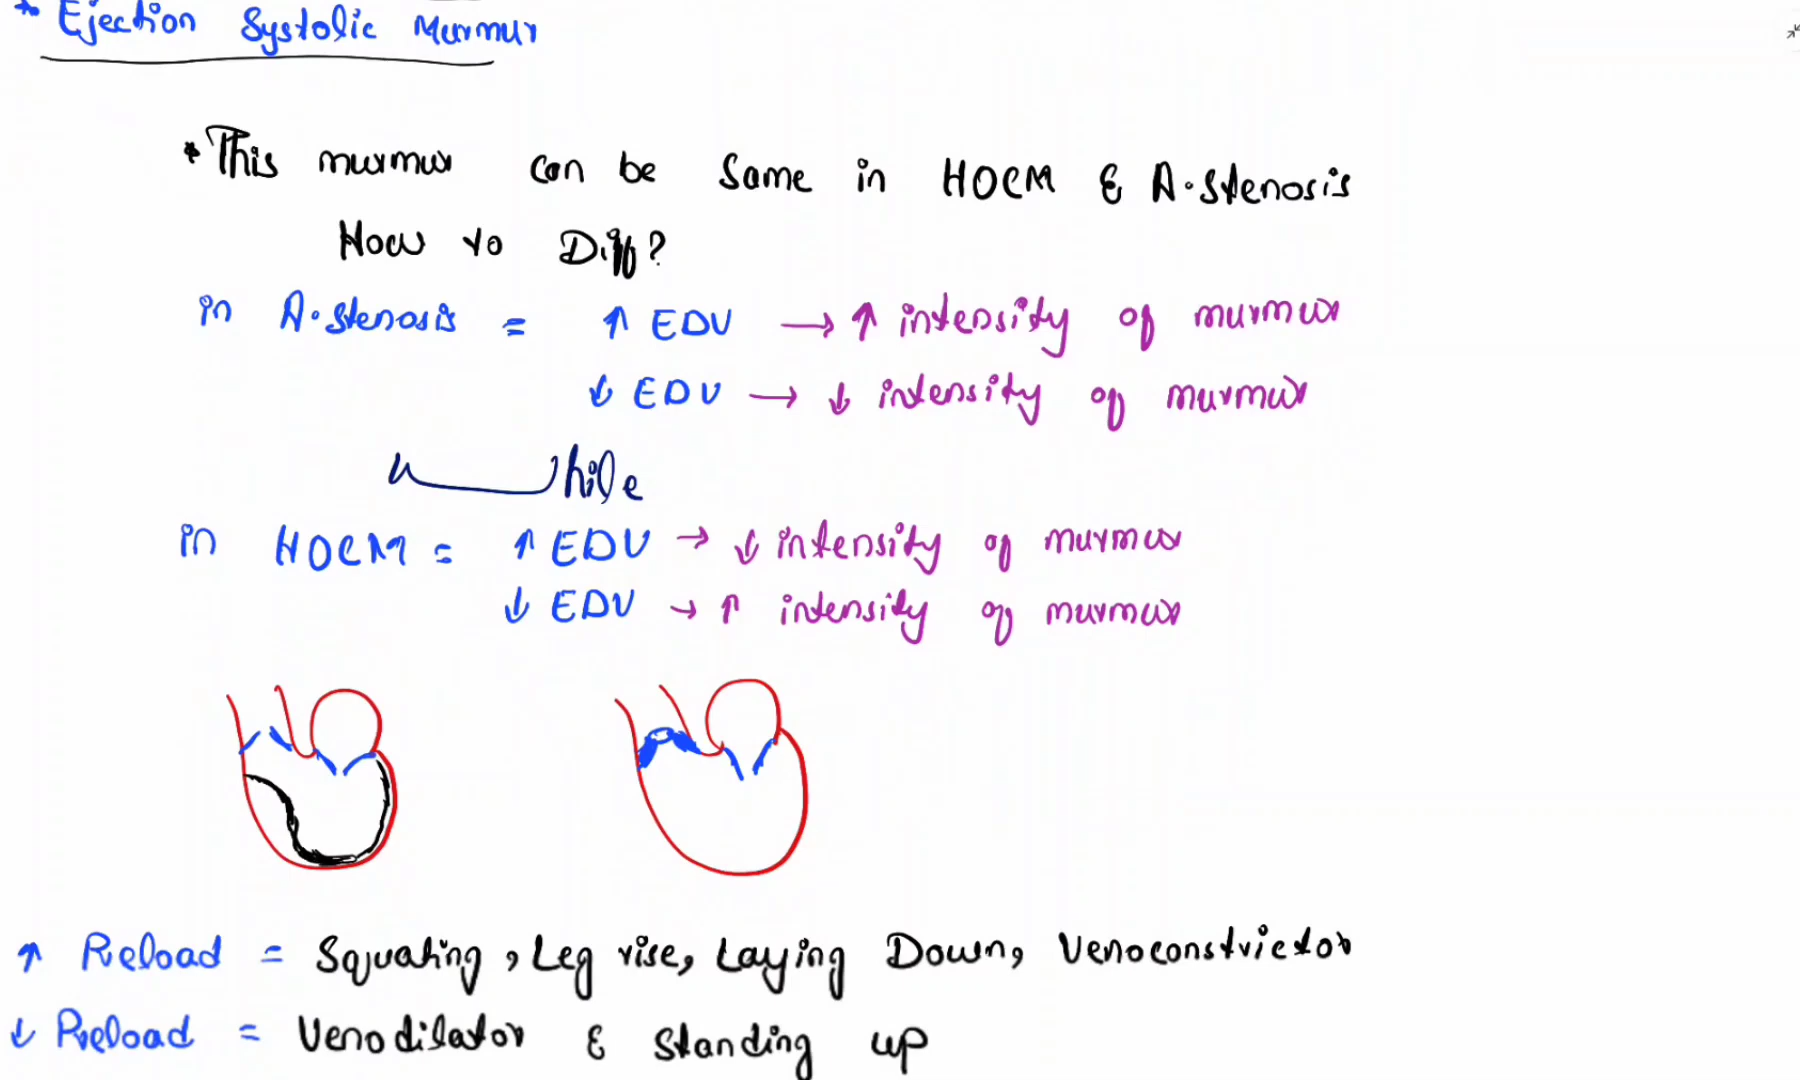 * Ejection Systolic Murmur
* This murmur can be Same in HOCM & A. Stenosis
How to Diff?
in A. Stenosis = ↑ EDV → ↑ intensity of murmur
↓ EDV → ↓ intensity of murmur
While
in HOCM = ↑ EDV → ↓ intensity of murmur
↓ EDV → ↑ intensity of murmur
↑ Preload = Squating, Leg rise, Laying Down, Venoconstrictor
↓ Preload = Venodilator & Standing up